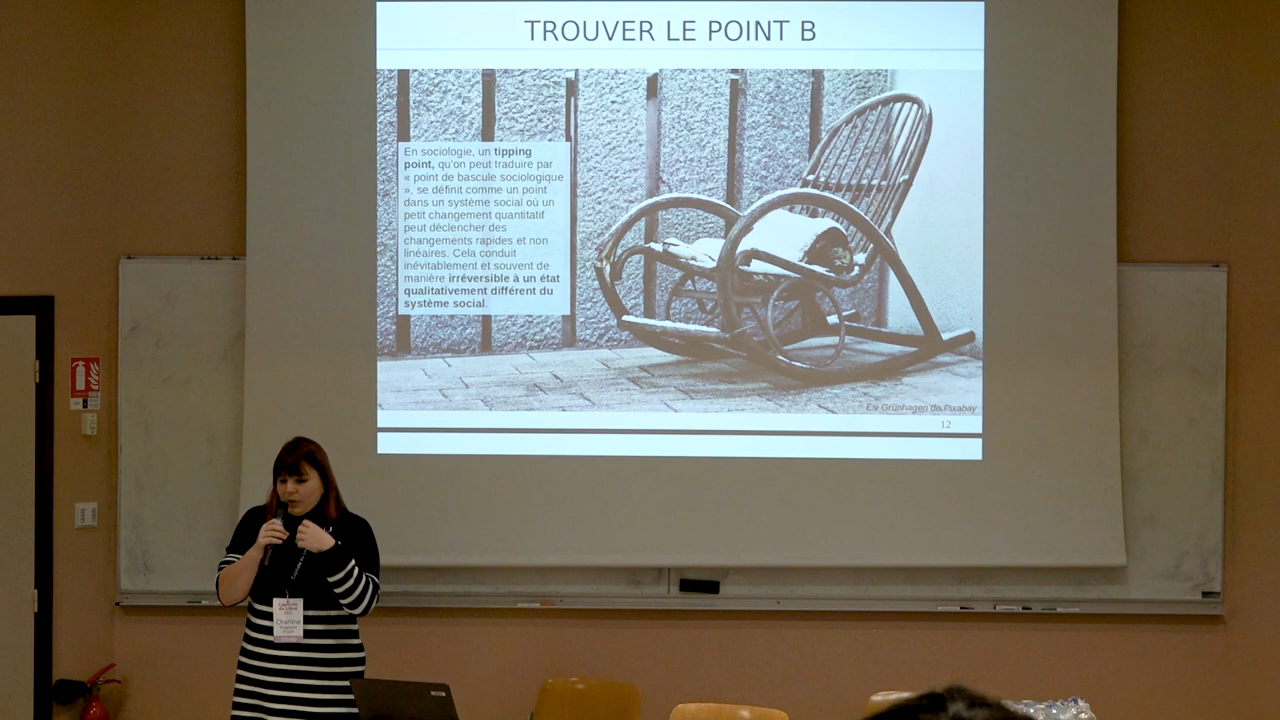 TROUVER LE POINT B
En sociologie, un tipping
point, qu'on peut traduire par
« point de bascule sociologique
», se définit comme un point
dans un système social où un
petit changement quantitatif
peut déclencher des
changements rapides et non
linéaires. Cela conduit
inévitablement et souvent de
manière irréversible à un état
qualitativement différent du
système social.
Grünhagen de Pixabay
12
Capitole
du Libre
Charline